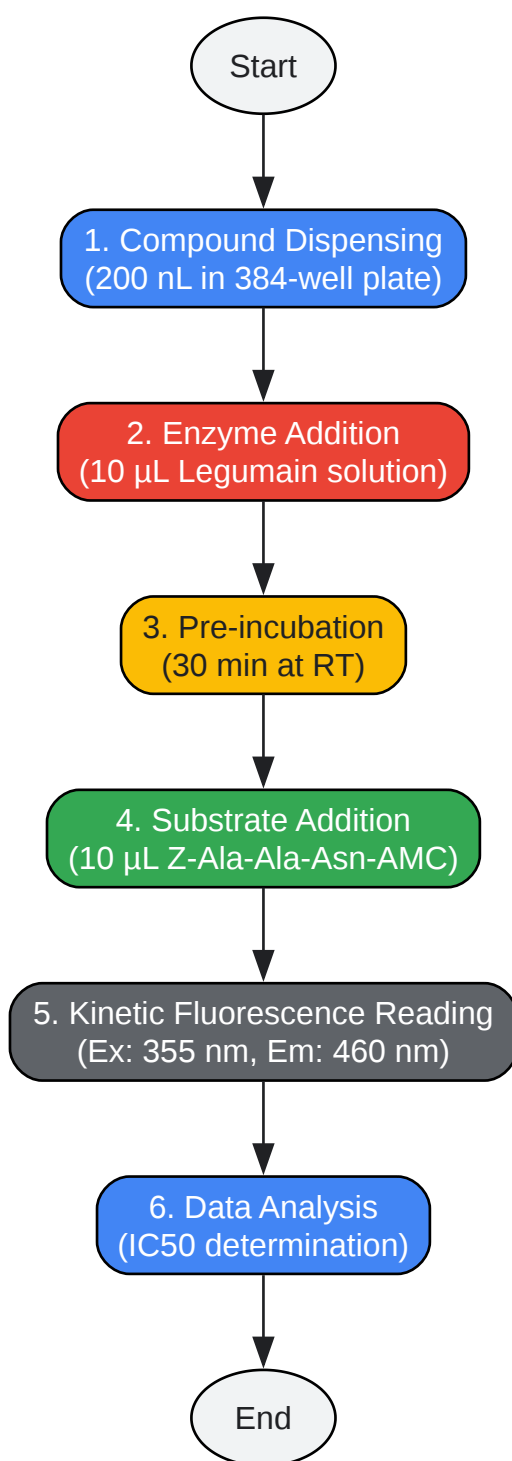 Start
1. Compound Dispensing
(200 nL in 384-well plate)
2. Enzyme Addition
(10 µL Legumain solution)
3. Pre-incubation
(30 min at RT)
4. Substrate Addition
(10 µL Z-Ala-Ala-Asn-AMC)
5. Kinetic Fluorescence Reading
(Ex: 355 nm, Em: 460 nm)
6. Data Analysis
(IC50 determination)
End